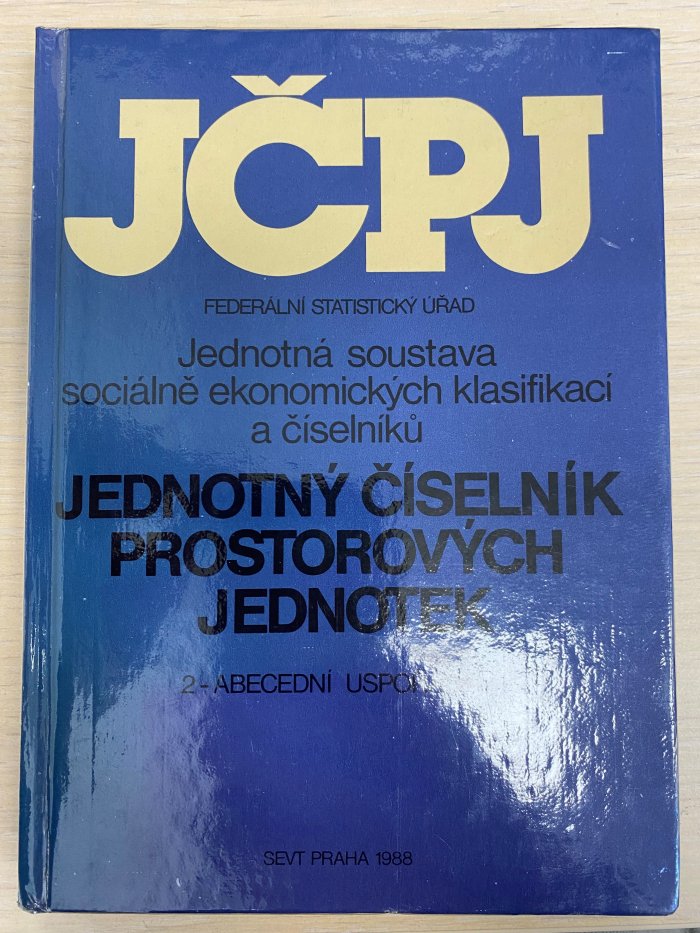 JČPJ
FEDERÁLNÍ STATISTICKÝ ÚŘAD
Jednotná soustava
sociálně ekonomických klasifikací
a číselníků
JEDNOTNÝ ČÍSELNÍK
PROSTOROVÝCH
JEDNOTEK
2-ABECEDNÍ
SEVT PRAHA 1988